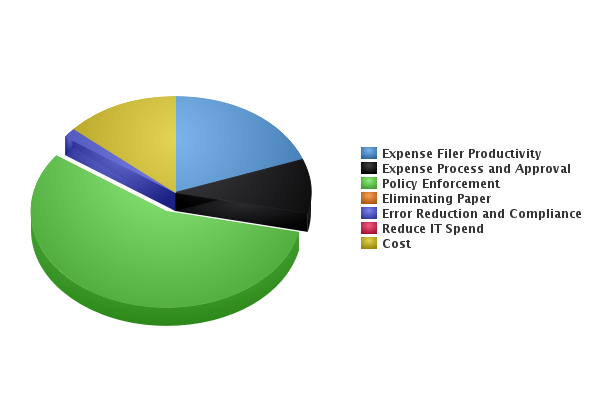 Expense Filer Productivity
Expense Process and Approval
Policy Enforcement
Eliminating Paper
Error Reduction and Compliance
Reduce IT Spend
Cost